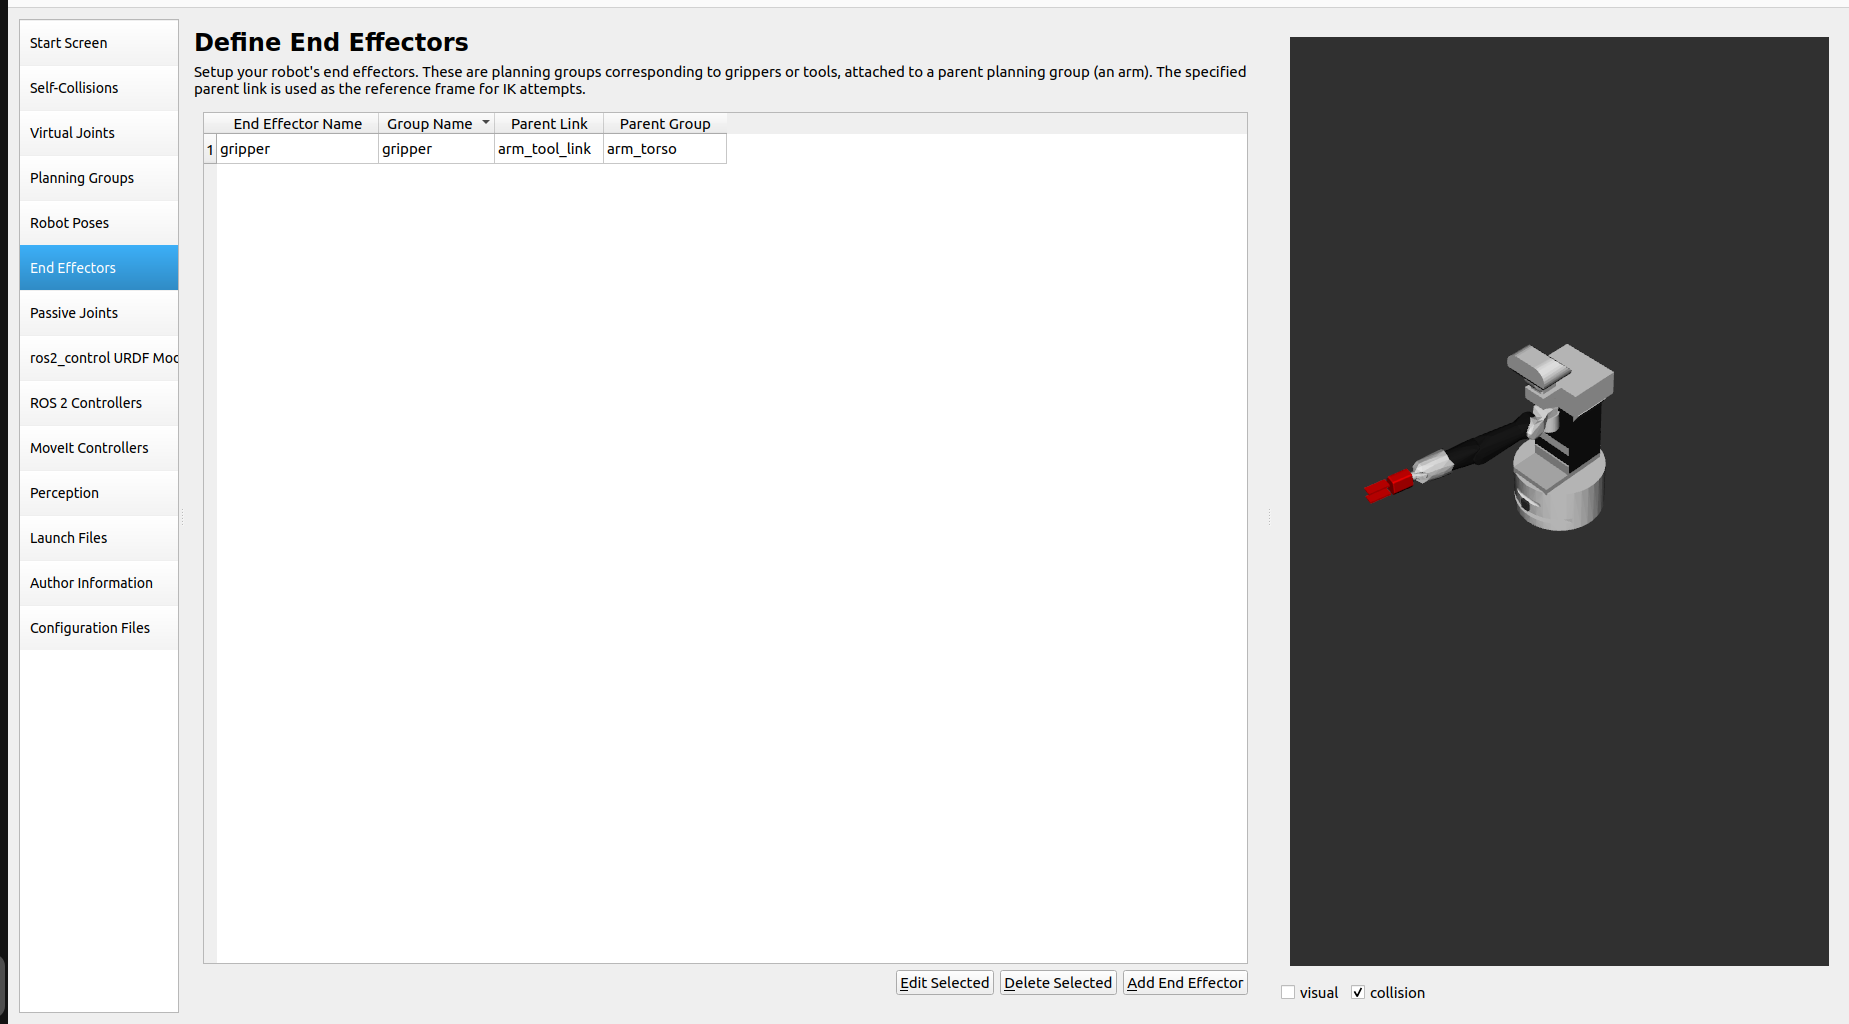 Start Screen
Self-Collisions
Virtual Joints
Planning Groups
Robot Poses
End Effectors
Passive Joints
ros2_control URDF Moc
ROS 2 Controllers
MoveIt Controllers
Perception
Launch Files
Author Information
Configuration Files
Define End Effectors
Setup your robot's end effectors. These are planning groups corresponding to grippers or tools, attached to a parent planning group (an arm). The specified
parent link is used as the reference frame for IK attempts.
End Effector Name Group Name Parent Link Parent Group
1 gripper gripper arm_tool_link arm_torso
Edit Selected Delete Selected Add End Effector
visual collision